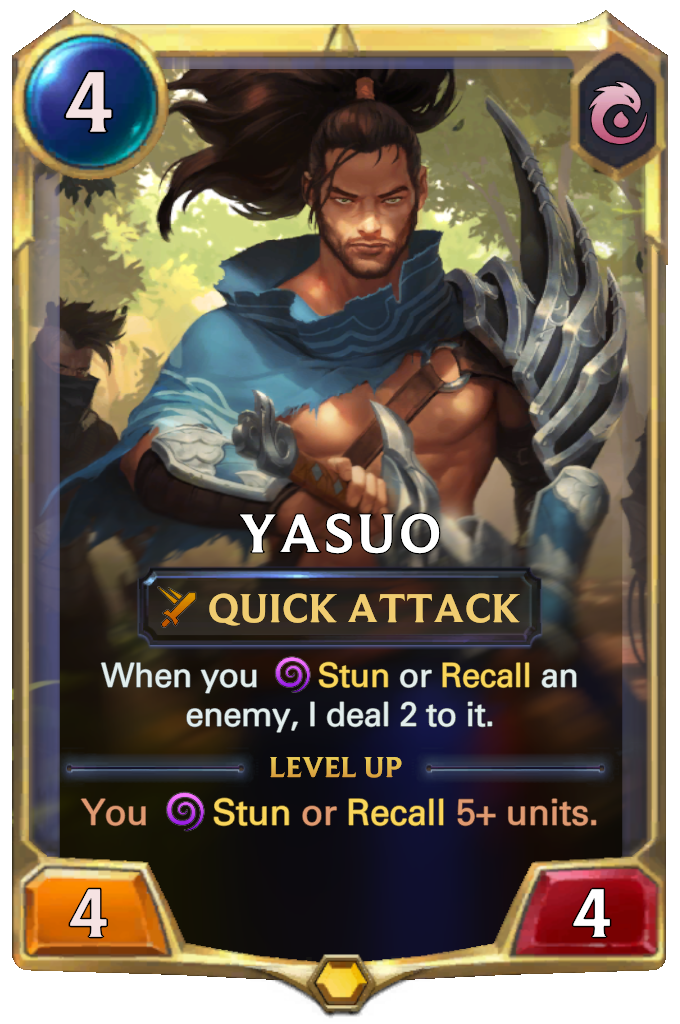 4
YASUO
QUICK ATTACK
When you Stun or Recall an
enemy, I deal 2 to it.
LEVEL UP
You Stun or Recall 5+ units.
4
4